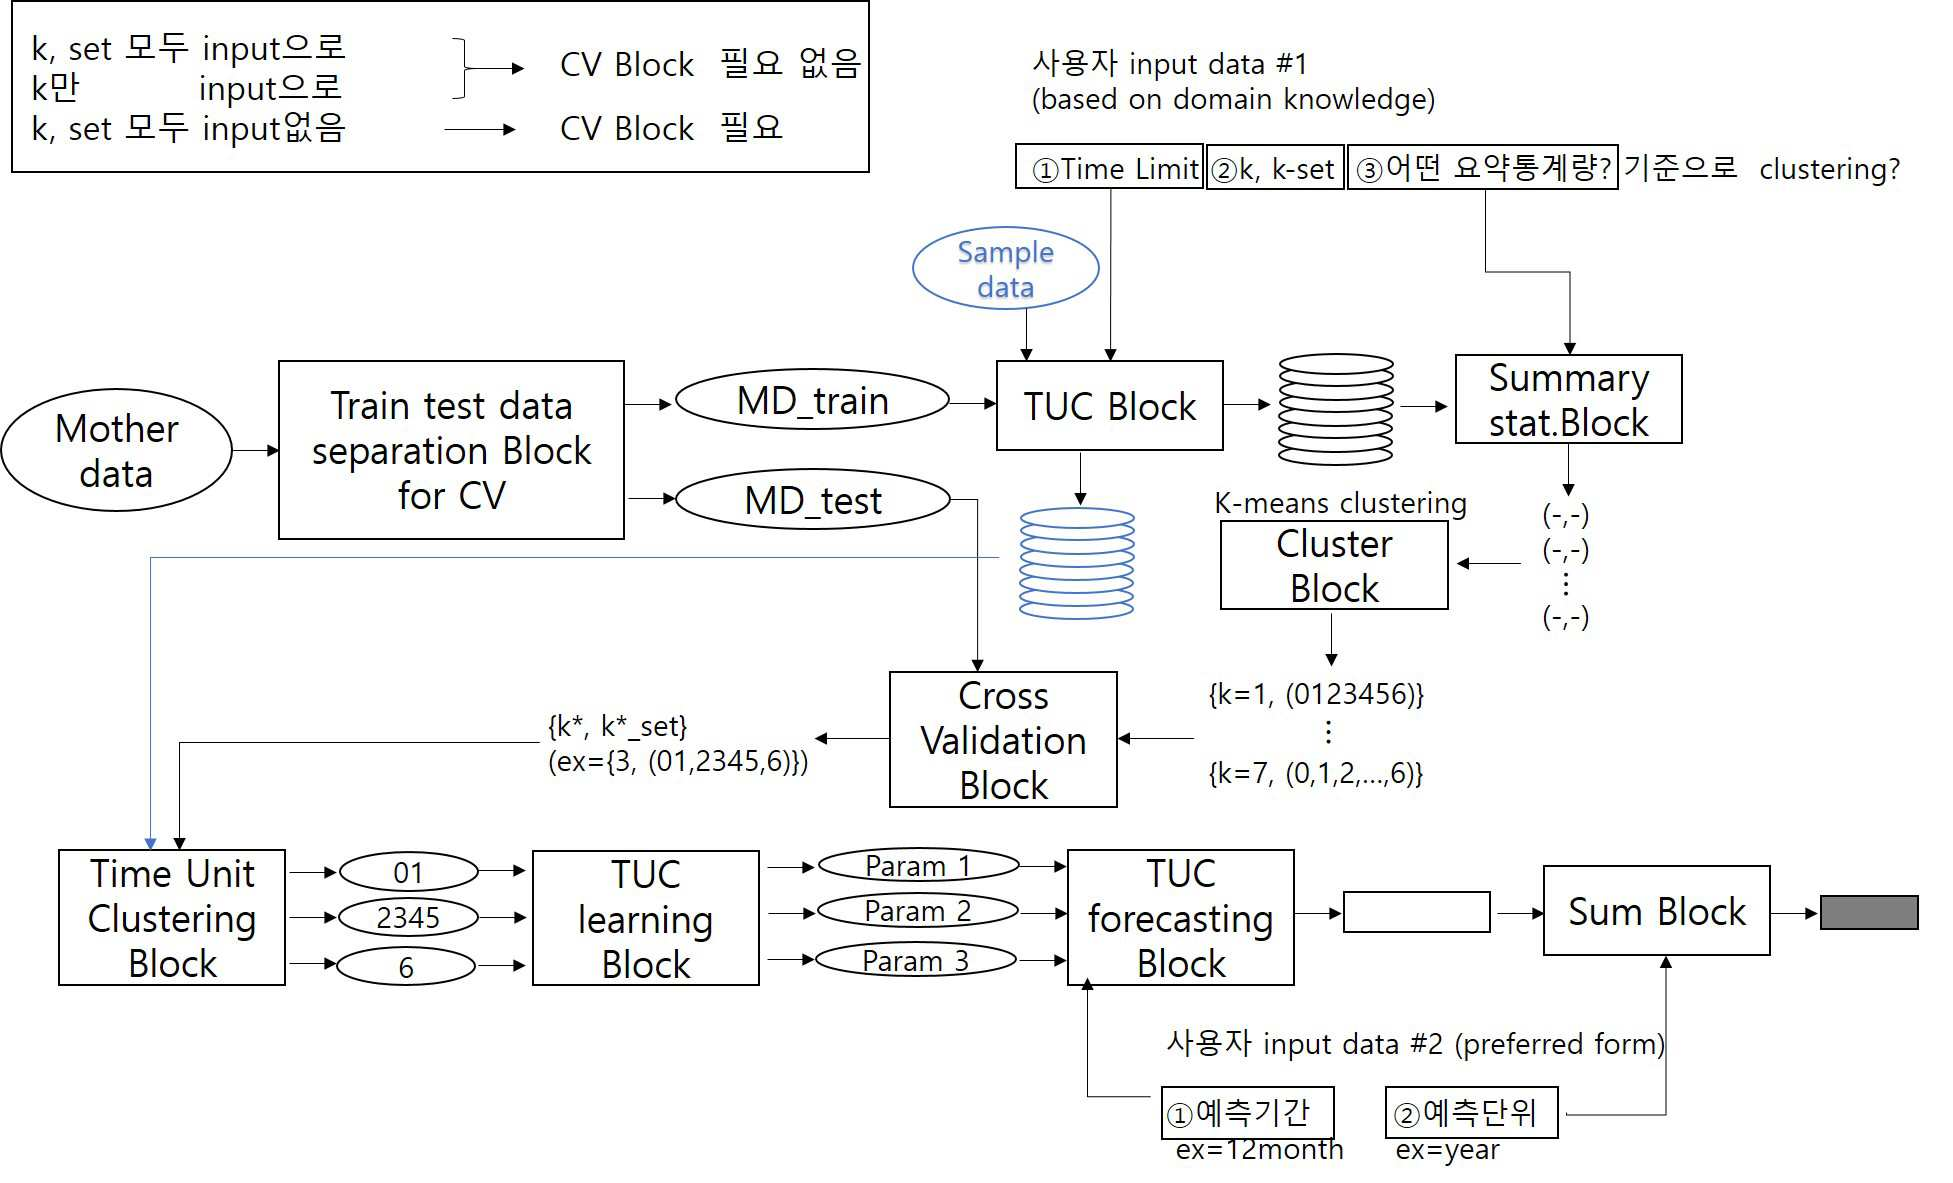 k, set 모두 input으로
k만 input으로
k, set 모두 input없음
CV Block 필요 없음
CV Block 필요
사용자 input data #1
(based on domain knowledge)
①Time Limit
②k, k-set
③어떤 요약통계량? 기준으로 clustering?
Sample
data
Mother
data
Train test data
separation Block
for CV
MD_train
MD_test
TUC Block
Summary
stat.Block
(-,-)
(-,-)
⋮
(-,-)
K-means clustering
Cluster
Block
{k=1, (0123456)}
⋮
{k=7, (0,1,2,...,6)}
Cross
Validation
Block
{k*, k*_set}
(ex={3, (01,2345,6)})
Time Unit
Clustering
Block
01
2345
6
TUC
learning
Block
Param 1
Param 2
Param 3
TUC
forecasting
Block
Sum Block
사용자 input data #2 (preferred form)
①예측기간
ex=12month
②예측단위
ex=year